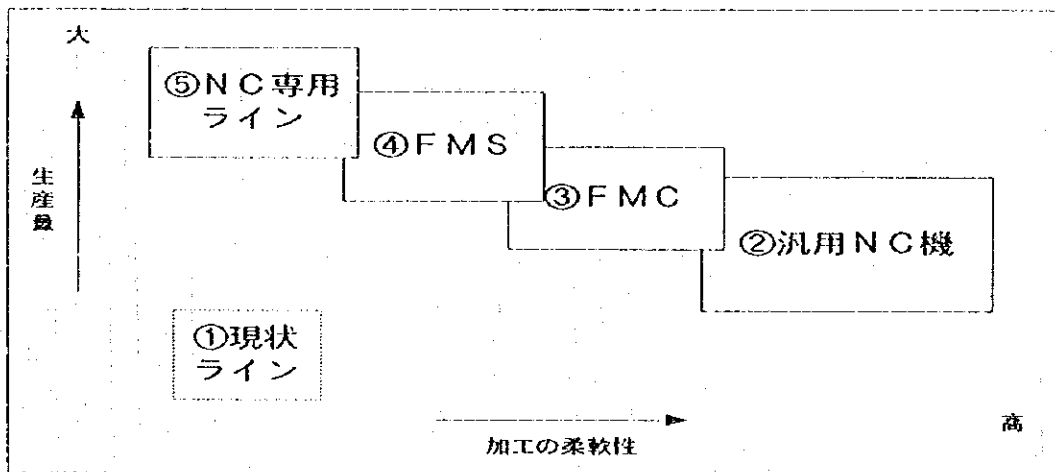 大
生産量
⑤NC専用
ライン
④FMS
③FMC
②汎用NC機
①現状
ライン
加工の柔軟性
高